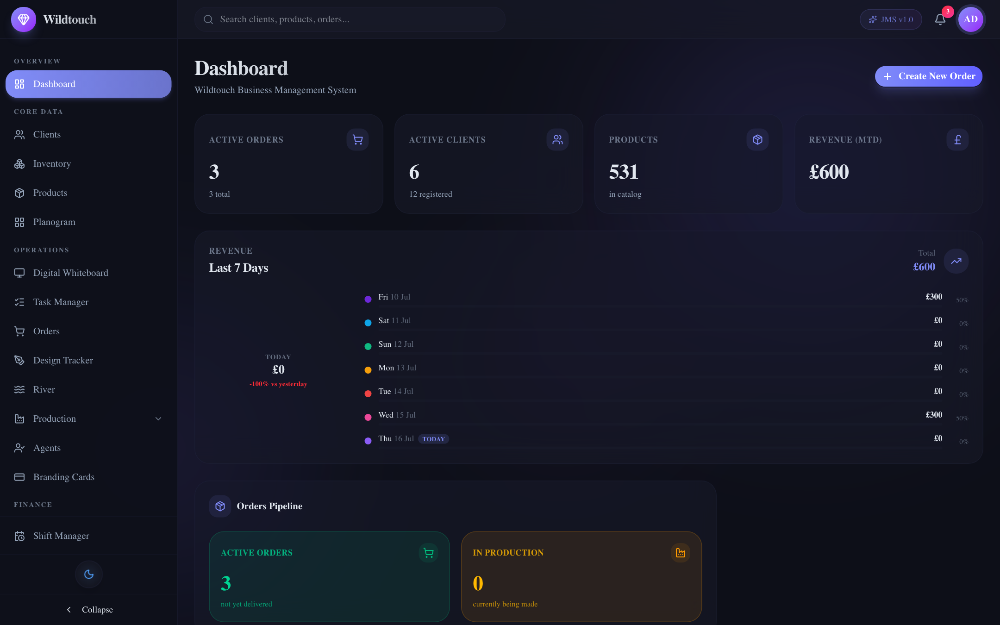 Wildtouch
Search clients, products, orders...
JMS v1.0
3
AD
OVERVIEW
Dashboard
CORE DATA
Clients
Inventory
Products
Planogram
OPERATIONS
Digital Whiteboard
Task Manager
Orders
Design Tracker
River
Production
Agents
Branding Cards
FINANCE
Shift Manager
Collapse
Dashboard
Wildtouch Business Management System
Create New Order
ACTIVE ORDERS
3
3 total
ACTIVE CLIENTS
6
12 registered
PRODUCTS
531
in catalog
REVENUE (MTD)
£600
REVENUE
Last 7 Days
Total
£600
TODAY
£0
-100% vs yesterday
Fri 10 Jul £300 50%
Sat 11 Jul £0 0%
Sun 12 Jul £0 0%
Mon 13 Jul £0 0%
Tue 14 Jul £0 0%
Wed 15 Jul £300 50%
Thu 16 Jul TODAY £0 0%
Orders Pipeline
ACTIVE ORDERS
3
not yet delivered
IN PRODUCTION
0
currently being made